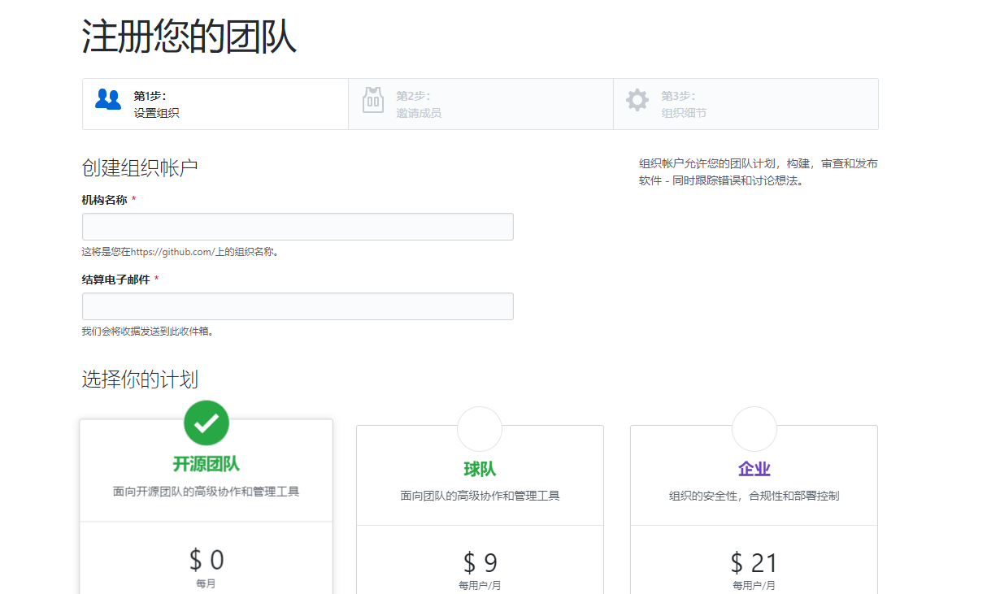 注册您的团队
第1步：
设置组织
第2步：
邀请成员
第3步：
组织细节
创建组织帐户
组织帐户允许您的团队计划，构建，审查和发布
软件 - 同时跟踪错误和讨论想法。
机构名称 *
这将是您在https://github.com/上的组织名称。
结算电子邮件 *
我们会将收据发送到此收件箱。
选择你的计划
开源团队
面向开源团队的高级协作和管理工具
$ 0
每月
球队
面向团队的高级协作和管理工具
$ 9
每用户/月
企业
组织的安全性，合规性和部署控制
$ 21
每用户/月